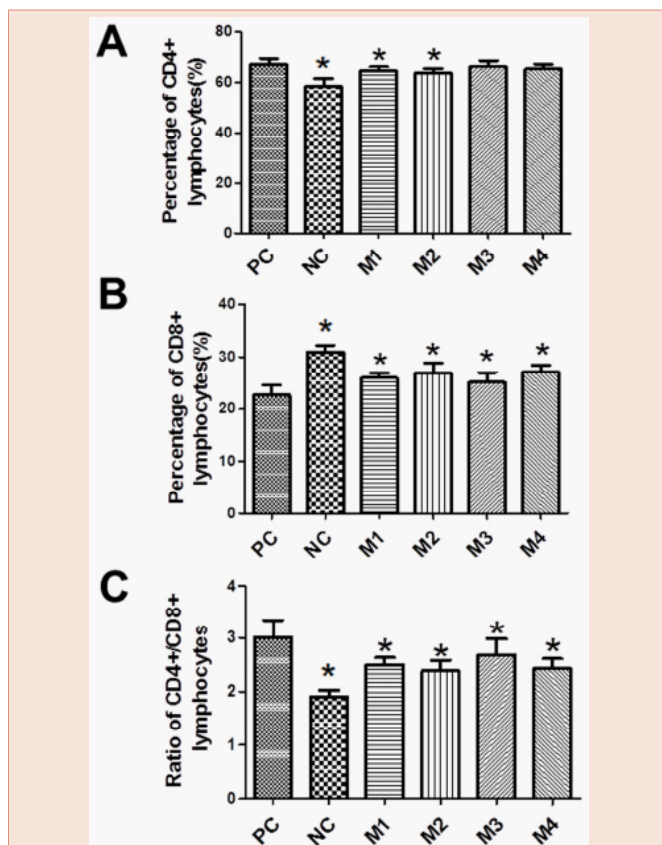 A
Percentage of CD4+
lymphocytes(%)
80
60
40
20
0
* * *
PC NC M1 M2 M3 M4
B
Percentage of CD8+
lymphocytes(%)
40
30
20
10
0
* * * * *
PC NC M1 M2 M3 M4
C
Ratio of CD4+/CD8+
lymphocytes
4
3
2
1
0
* * * * *
PC NC M1 M2 M3 M4